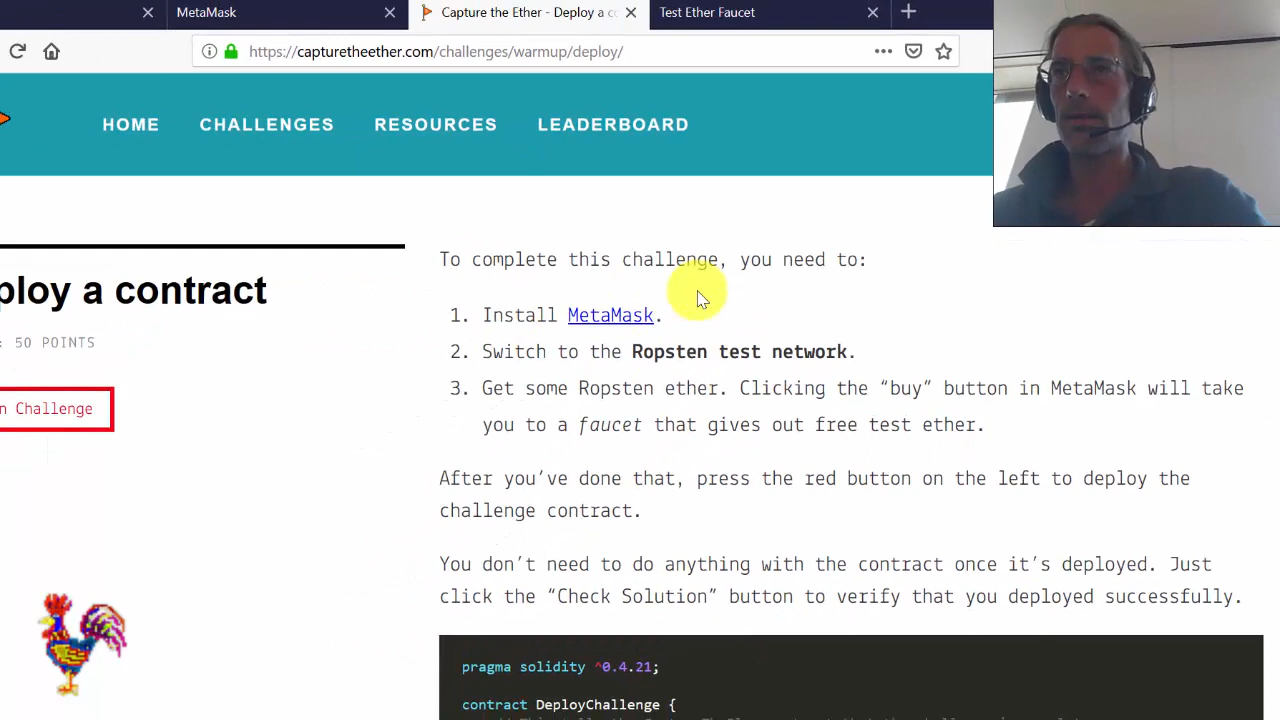 MetaMask
Capture the Ether - Deploy a co
Test Ether Faucet
https://capturetheether.com/challenges/warmup/deploy/
HOME CHALLENGES RESOURCES LEADERBOARD
ploy a contract
: 50 POINTS
n Challenge
To complete this challenge, you need to:
1. Install MetaMask.
2. Switch to the Ropsten test network.
3. Get some Ropsten ether. Clicking the “buy” button in MetaMask will take
you to a faucet that gives out free test ether.
After you’ve done that, press the red button on the left to deploy the
challenge contract.
You don’t need to do anything with the contract once it’s deployed. Just
click the “Check Solution” button to verify that you deployed successfully.
pragma solidity ^0.4.21;
contract DeployChallenge {